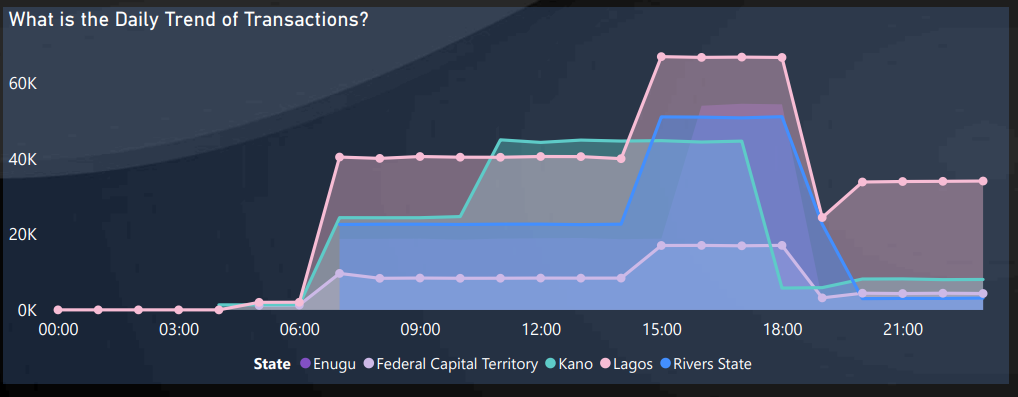 What is the Daily Trend of Transactions?
60K
40K
20K
0K
00:00 03:00 06:00 09:00 12:00 15:00 18:00 21:00
State Enugu Federal Capital Territory Kano Lagos Rivers State